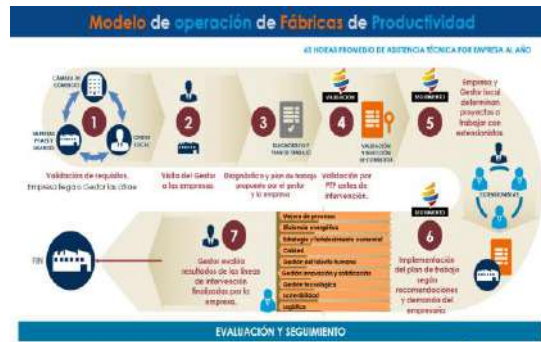 Modelo de operación de Fábricas de Productividad
HORAS PROMEDIO DE ASISTENCIA TÉCNICA POR EMPRESA AL AÑO
CÁMARA DE
COMERCIO
1
GESTOR
LOCAL
Validación de requisitos.
Empresa llega a Gestor las cifras
2
Visita del Gestor
a las empresas
3
DIAGNÓSTICO Y
PLAN DE TRABAJO
Diagnóstico y plan de trabajo
propuesto por el gestor
y la empresa
VALIDACIÓN
4
VALIDACIÓN
Y SELECCIÓN
Validación por
PTP antes de
intervención.
SEGUIMIENTO
5
Empresa y
Gestor local
determinan
proyectos a
trabajar con
extensionistas
EXTENSIONISTAS
SEGUIMIENTO
6
Implementación
del plan de trabajo
según
recomendaciones
y demanda del
empresario
Mejora de procesos
Eficiencia energética
Estrategia y fortalecimiento comercial
Calidad
Gestión del talento humano
Gestión innovación y sofisticación
Gestión tecnológica
Sostenibilidad
Logística
7
Gestor evalúa
resultados de las líneas
de intervención
finalizadas por la
empresa.
FIN
EVALUACIÓN Y SEGUIMIENTO